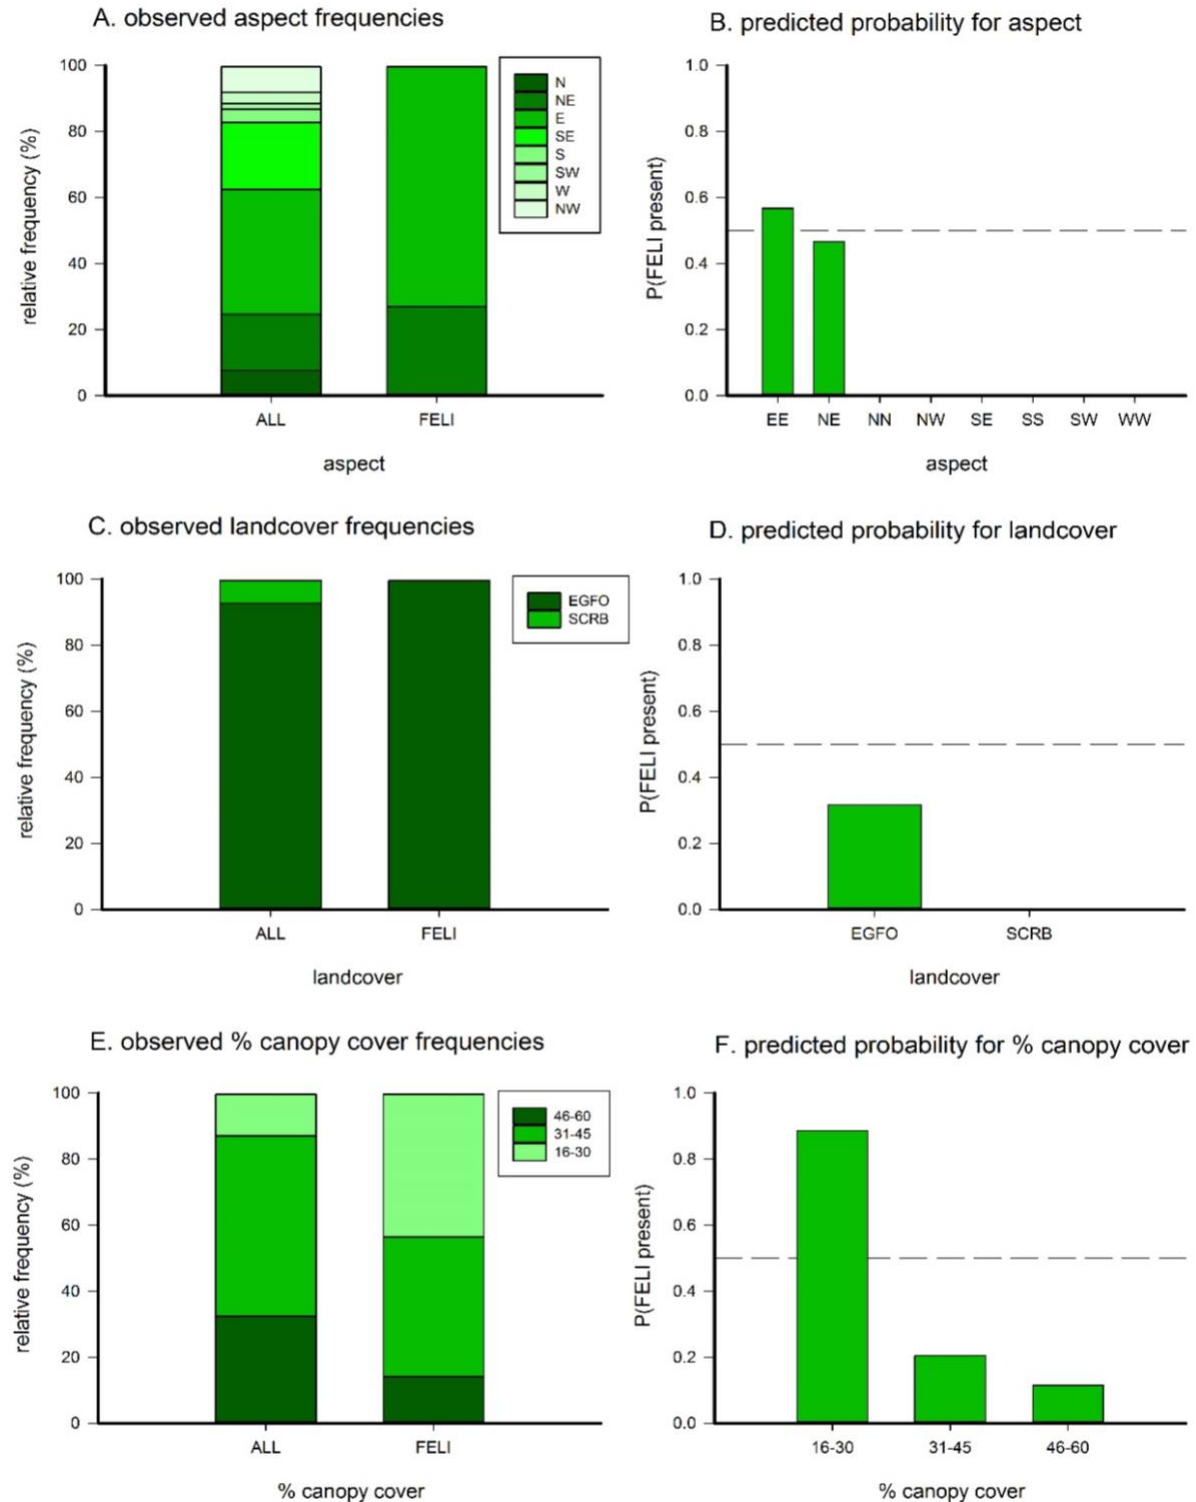 A. observed aspect frequencies
relative frequency (%)
100
80
60
40
20
0
ALL
FELI
aspect
N
NE
E
SE
S
SW
W
NW
B. predicted probability for aspect
P(FELI present)
1.0
0.8
0.6
0.4
0.2
0.0
EE NE NN NW SE SS SW WW
aspect
C. observed landcover frequencies
relative frequency (%)
100
80
60
40
20
0
ALL
FELI
landcover
EGFO
SCRB
D. predicted probability for landcover
P(FELI present)
1.0
0.8
0.6
0.4
0.2
0.0
EGFO
SCRB
landcover
E. observed % canopy cover frequencies
relative frequency (%)
100
80
60
40
20
0
ALL
FELI
% canopy cover
46-60
31-45
16-30
F. predicted probability for % canopy cover
P(FELI present)
1.0
0.8
0.6
0.4
0.2
0.0
16-30
31-45
46-60
% canopy cover